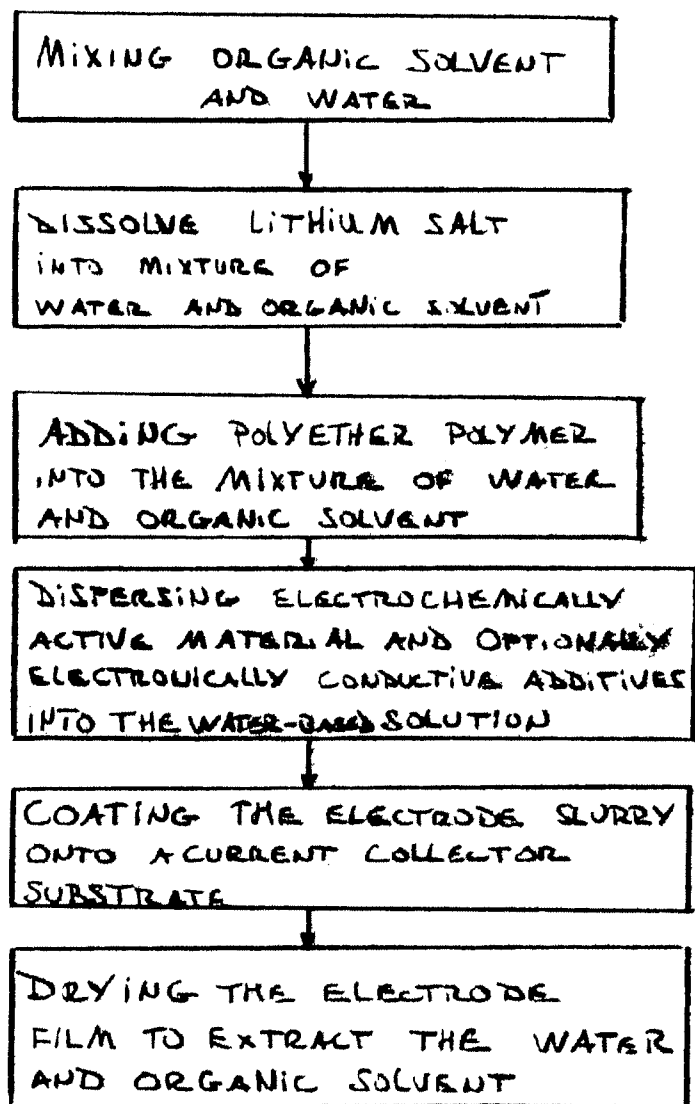 MIXING ORGANIC SOLVENT
AND WATER
DISSOLVE LITHIUM SALT
INTO MIXTURE OF
WATER AND ORGANIC SOLVENT
ADDING POLYETHER POLYMER
INTO THE MIXTURE OF WATER
AND ORGANIC SOLVENT
DISPERSING ELECTROCHEMICALLY
ACTIVE MATERIAL AND OPTIONALLY
ELECTRONICALLY CONDUCTIVE ADDITIVES
INTO THE WATER-BASED SOLUTION
COATING THE ELECTRODE SLURRY
ONTO A CURRENT COLLECTOR
SUBSTRATE
DRYING THE ELECTRODE
FILM TO EXTRACT THE WATER
AND ORGANIC SOLVENT